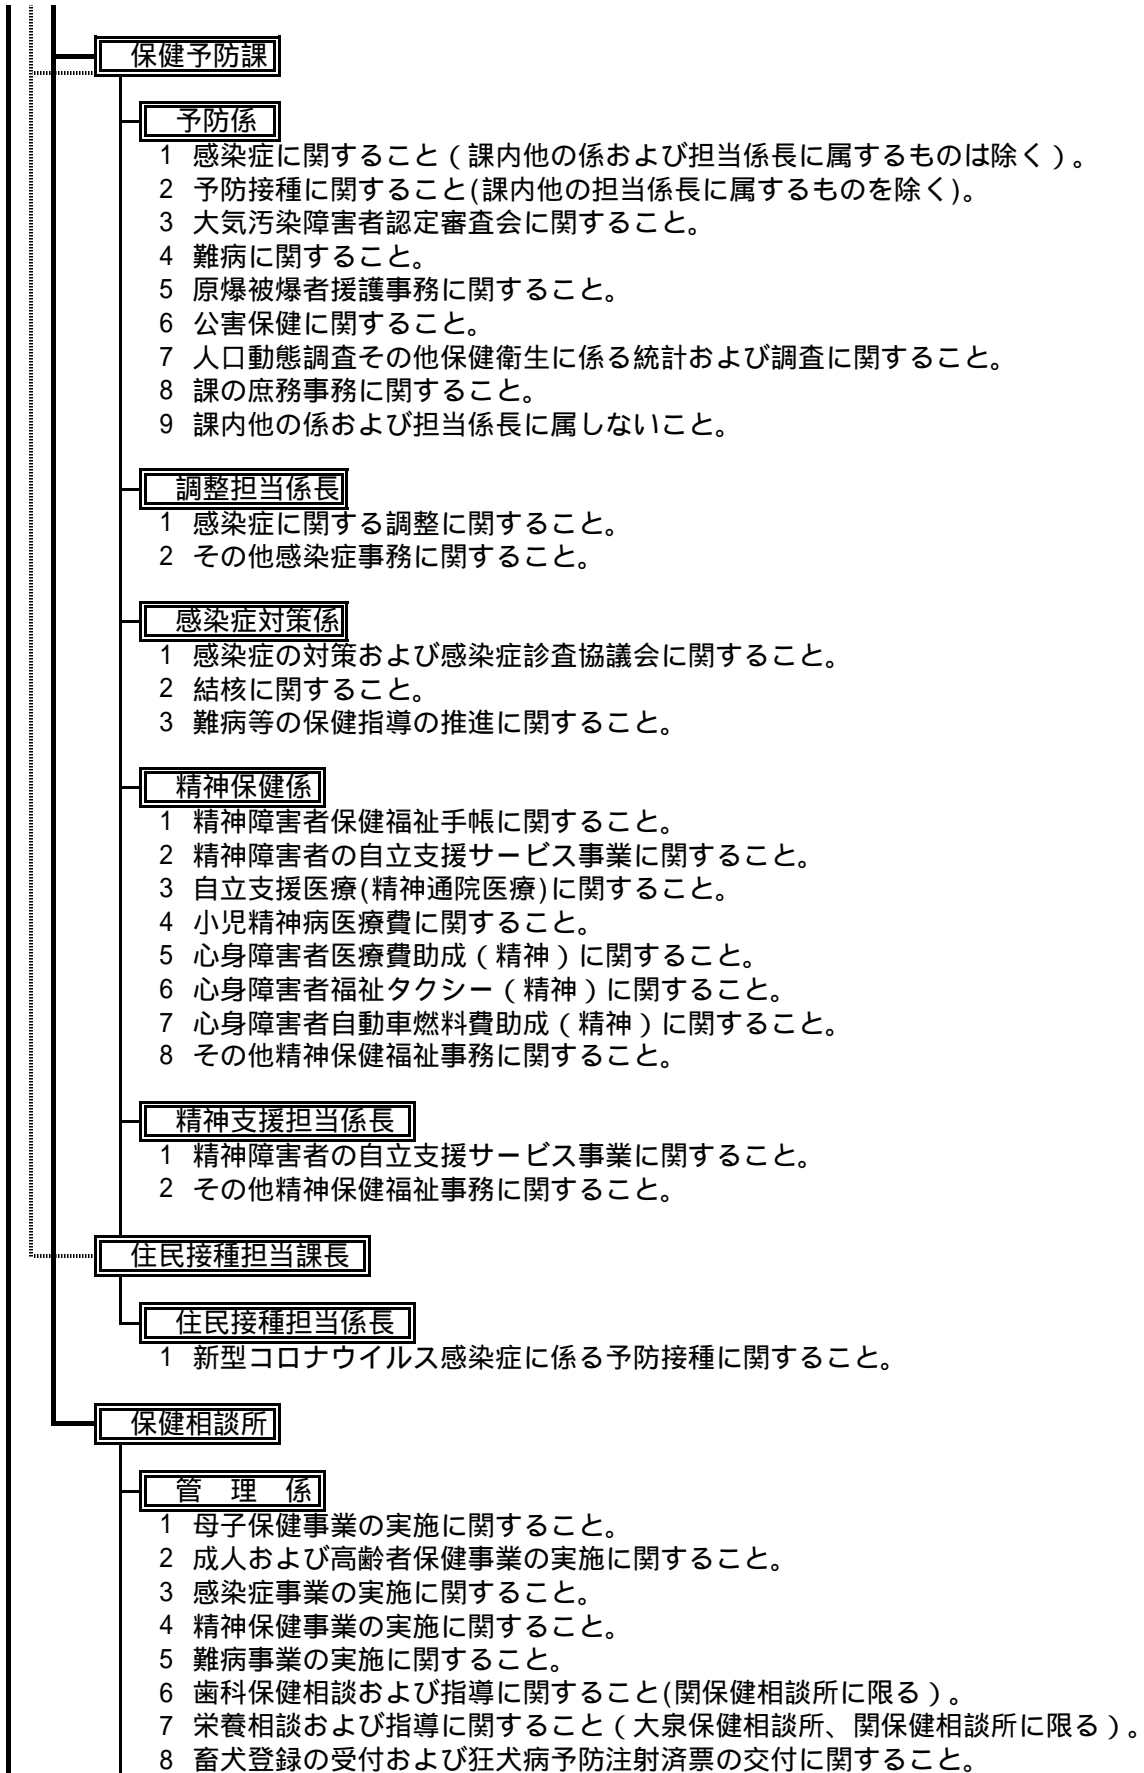 保健予防課
予防係
1 感染症に関すること（課内他の係および担当係長に属するものは除く）。
2 予防接種に関すること(課内他の担当係長に属するものを除く)。
3 大気汚染障害者認定審査会に関すること。
4 難病に関すること。
5 原爆被爆者援護事務に関すること。
6 公害保健に関すること。
7 人口動態調査その他保健衛生に係る統計および調査に関すること。
8 課の庶務事務に関すること。
9 課内他の係および担当係長に属しないこと。
調整担当係長
1 感染症に関する調整に関すること。
2 その他感染症事務に関すること。
感染症対策係
1 感染症の対策および感染症診査協議会に関すること。
2 結核に関すること。
3 難病等の保健指導の推進に関すること。
精神保健係
1 精神障害者保健福祉手帳に関すること。
2 精神障害者の自立支援サービス事業に関すること。
3 自立支援医療(精神通院医療)に関すること。
4 小児精神病医療費に関すること。
5 心身障害者医療費助成（精神）に関すること。
6 心身障害者福祉タクシー（精神）に関すること。
7 心身障害者自動車燃料費助成（精神）に関すること。
8 その他精神保健福祉事務に関すること。
精神支援担当係長
1 精神障害者の自立支援サービス事業に関すること。
2 その他精神保健福祉事務に関すること。
住民接種担当課長
住民接種担当係長
1 新型コロナウイルス感染症に係る予防接種に関すること。
保健相談所
管　理　係
1 母子保健事業の実施に関すること。
2 成人および高齢者保健事業の実施に関すること。
3 感染症事業の実施に関すること。
4 精神保健事業の実施に関すること。
5 難病事業の実施に関すること。
6 歯科保健相談および指導に関すること(関保健相談所に限る）。
7 栄養相談および指導に関すること（大泉保健相談所、関保健相談所に限る）。
8 畜犬登録の受付および狂犬病予防注射済票の交付に関すること。